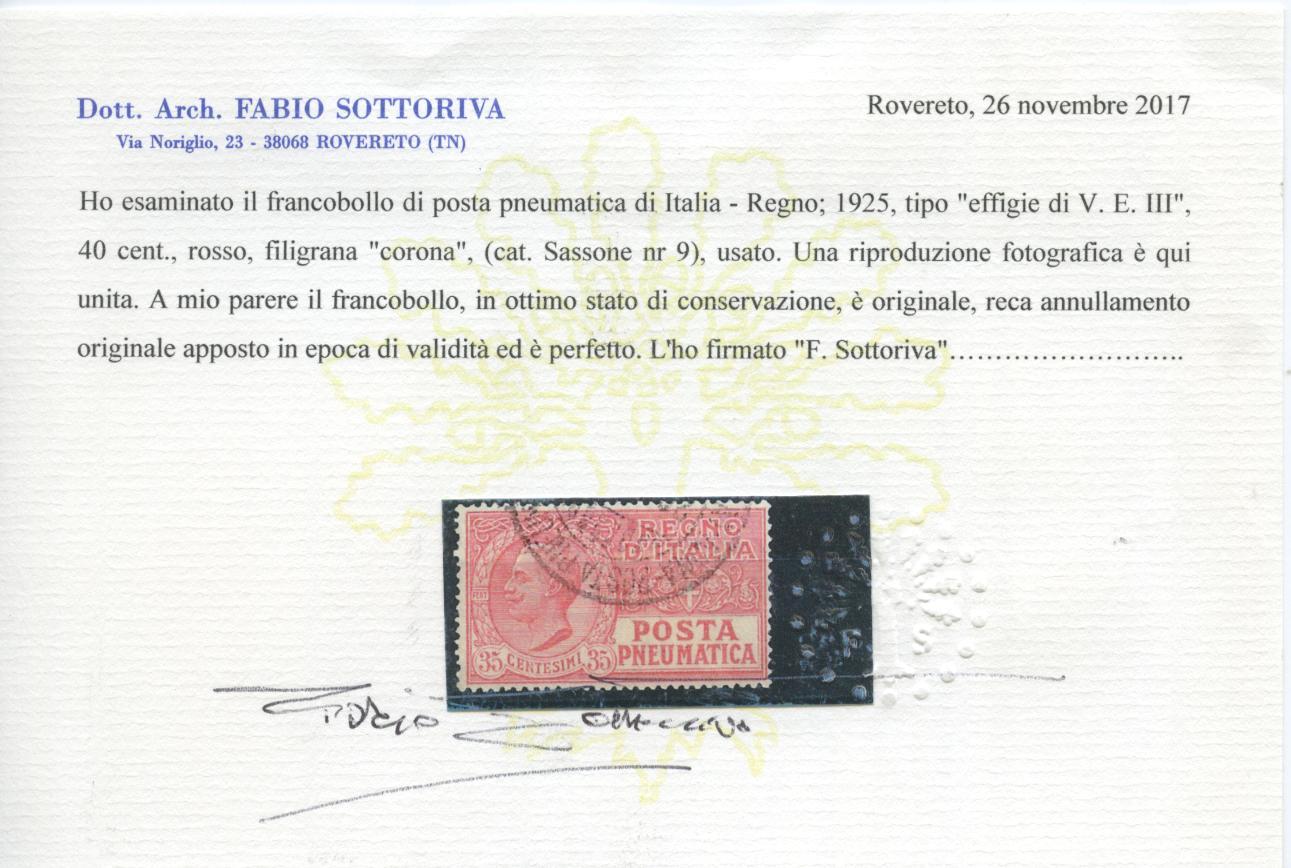 Dott. Arch. FABIO SOTTORIVA
Via Noriglio, 23 - 38068 ROVERETO (TN)
Rovereto, 26 novembre 2017
Ho esaminato il francobollo di posta pneumatica di Italia - Regno; 1925, tipo "effigie di V. E. III",
40 cent., rosso, filigrana "corona", (cat. Sassone nr 9), usato. Una riproduzione fotografica è qui
unita. A mio parere il francobollo, in ottimo stato di conservazione, è originale, reca annullamento
originale apposto in epoca di validità ed è perfetto. L'ho firmato "F. Sottoriva"……………………..
REGNO
D'ITALIA
POSTA
PNEUMATICA
35 CENTESIMI 35